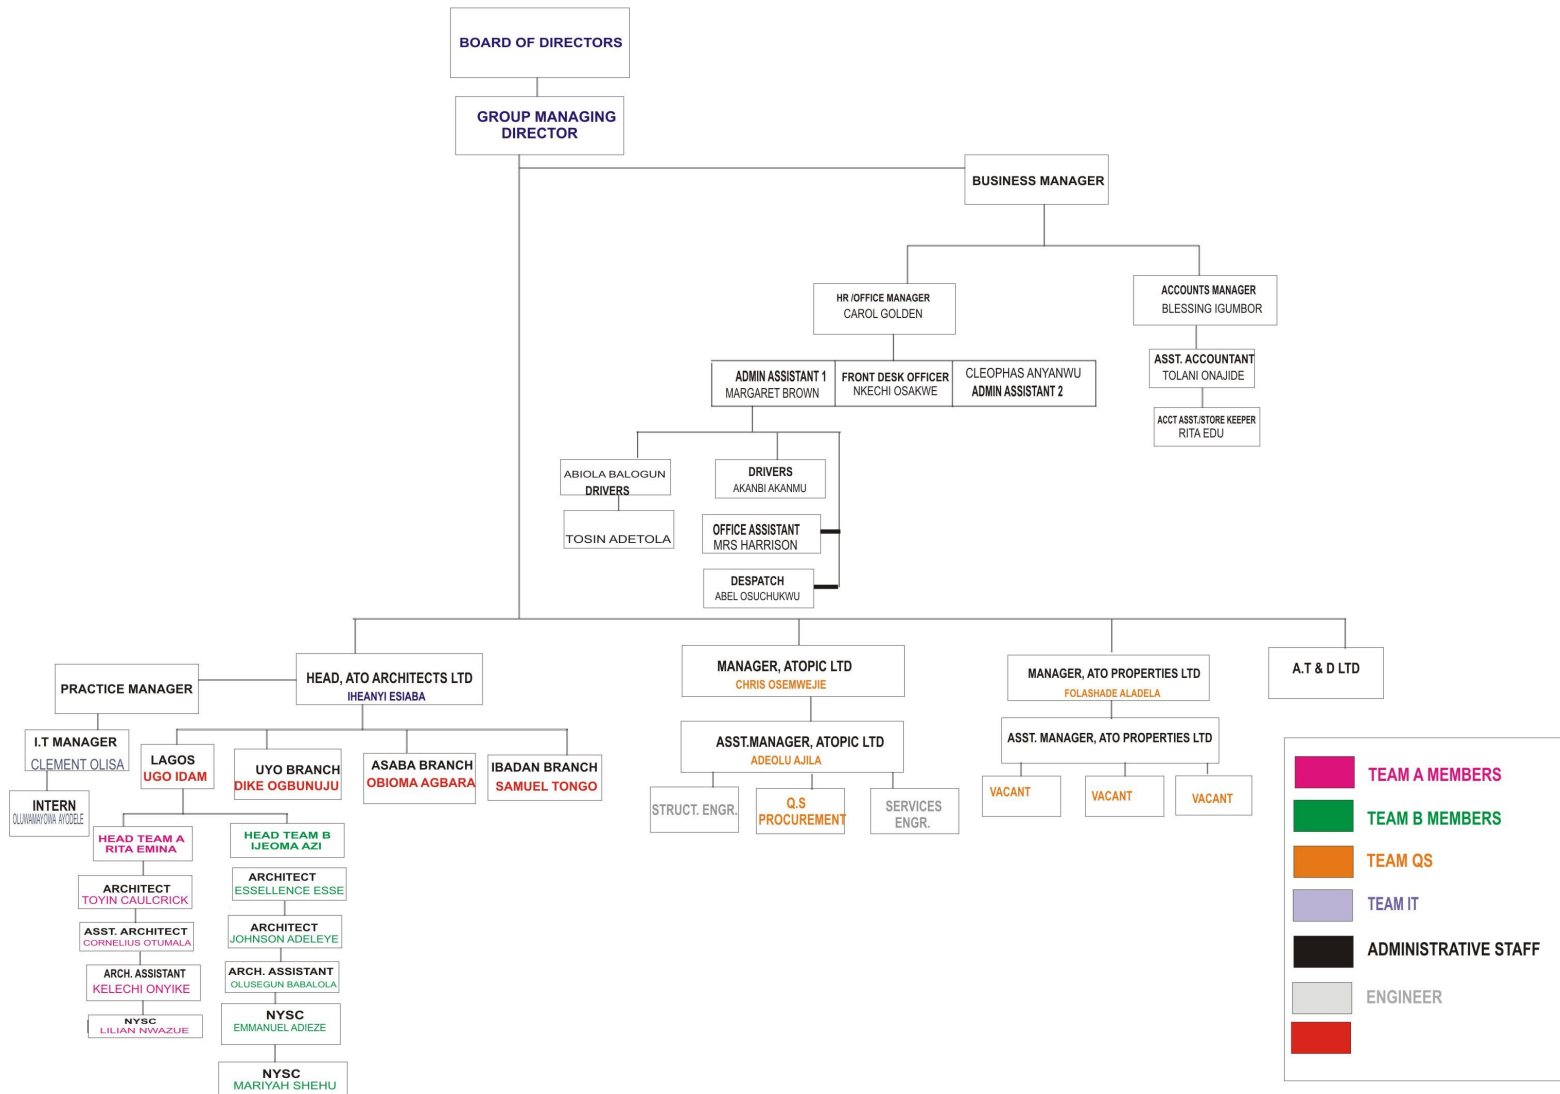 BOARD OF DIRECTORS
GROUP MANAGING
DIRECTOR
BUSINESS MANAGER
HR /OFFICE MANAGER
CAROL GOLDEN
ACCOUNTS MANAGER
BLESSING IGUMBOR
ASST. ACCOUNTANT
TOLANI ONAJIDE
ACCT ASST./STORE KEEPER
RITA EDU
ADMIN ASSISTANT 1
MARGARET BROWN
FRONT DESK OFFICER
NKECHI OSAKWE
CLEOPHAS ANYANWU
ADMIN ASSISTANT 2
ABIOLA BALOGUN
DRIVERS
TOSIN ADETOLA
DRIVERS
AKANBI AKANMU
OFFICE ASSISTANT
MRS HARRISON
DESPATCH
ABEL OSUCHUKWU
PRACTICE MANAGER
HEAD, ATO ARCHITECTS LTD
IHEANYI ESIABA
MANAGER, ATOPIC LTD
CHRIS OSEMWEJIE
MANAGER, ATO PROPERTIES LTD
FOLASHADE ALADELA
A.T & D LTD
I.T MANAGER
CLEMENT OLISA
INTERN
OLUWAMAYOWA AYODELE
LAGOS
UGO IDAM
UYO BRANCH
DIKE OGBUNUJU
ASABA BRANCH
OBIOMA AGBARA
IBADAN BRANCH
SAMUEL TONGO
ASST.MANAGER, ATOPIC LTD
ADEOLU AJILA
ASST. MANAGER, ATO PROPERTIES LTD
STRUCT. ENGR.
Q.S
PROCUREMENT
SERVICES
ENGR.
VACANT
VACANT
VACANT
HEAD TEAM A
RITA EMINA
HEAD TEAM B
IJEOMA AZI
ARCHITECT
TOYIN CAULCRICK
ASST. ARCHITECT
CORNELIUS OTUMALA
ARCH. ASSISTANT
KELECHI ONYIKE
NYSC
LILIAN NWAZUE
ARCHITECT
ESSELLENCE ESSE
ARCHITECT
JOHNSON ADELEYE
ARCH. ASSISTANT
OLUSEGUN BABALOLA
NYSC
EMMANUEL ADIEZE
NYSC
MARIYAH SHEHU
TEAM A MEMBERS
TEAM B MEMBERS
TEAM QS
TEAM IT
ADMINISTRATIVE STAFF
ENGINEER